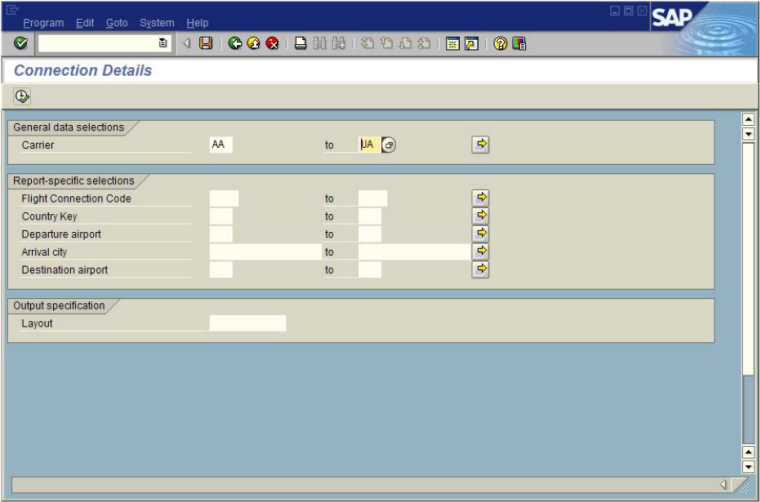 Program Edit Goto System Help
SAP
Connection Details
General data selections
Carrier AA to UA
Report-specific selections
Flight Connection Code to
Country Key to
Departure airport to
Arrival city to
Destination airport to
Output specification
Layout